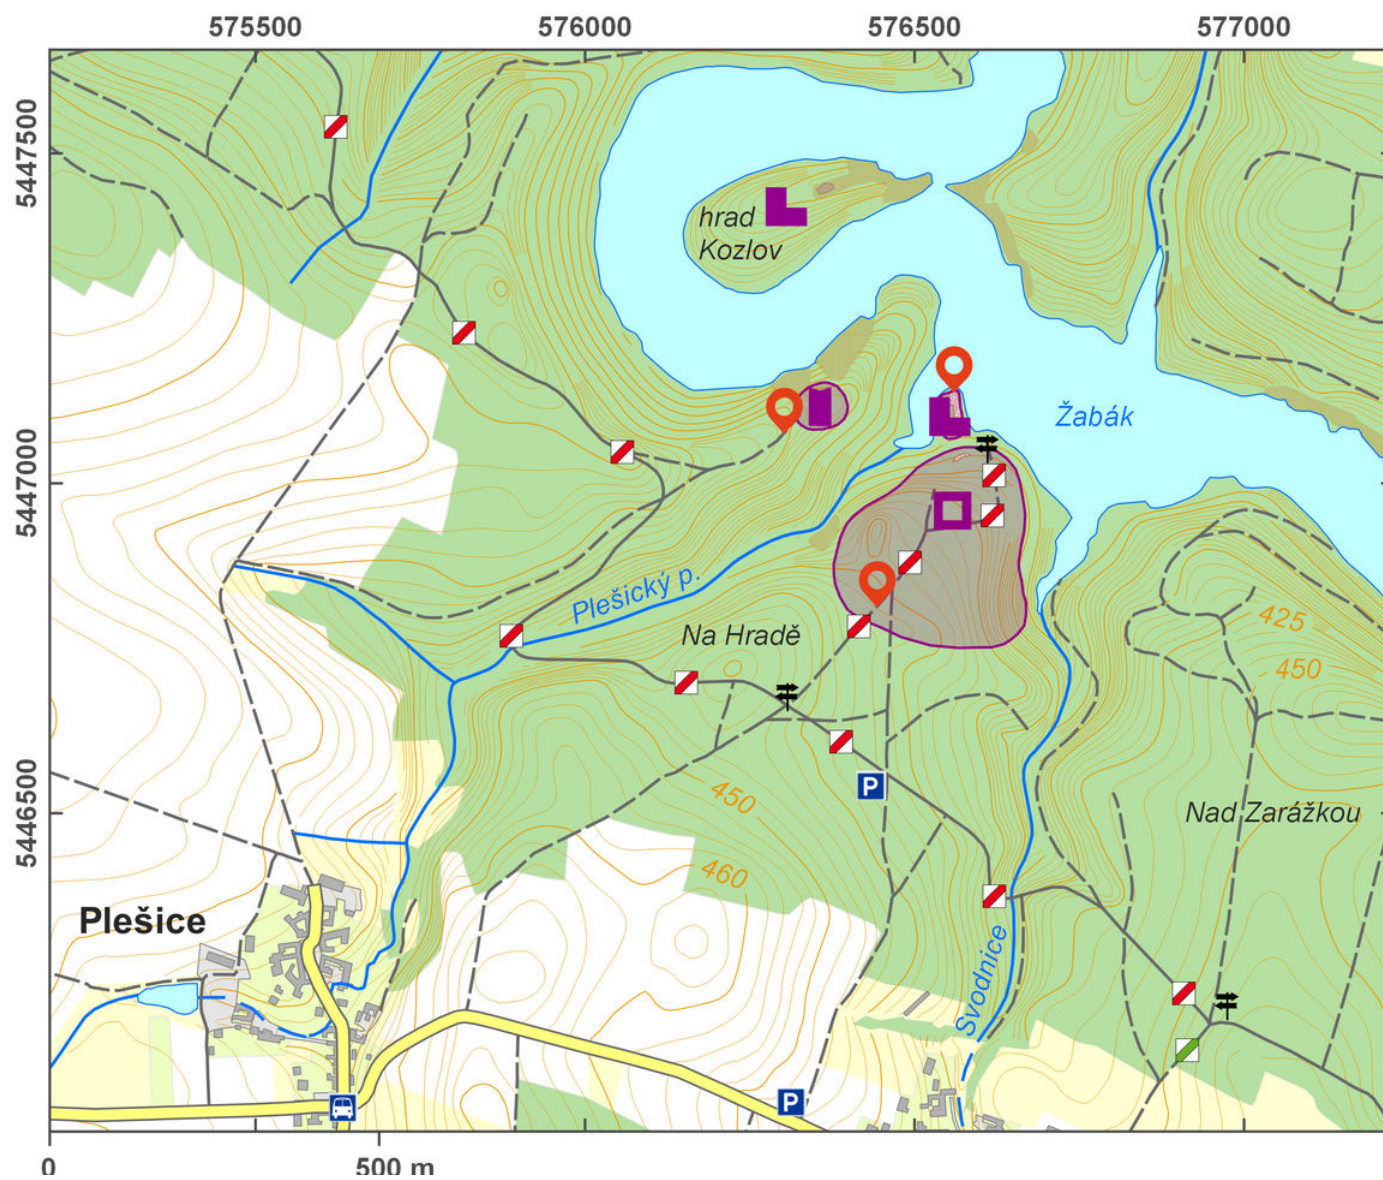 575500 576000 576500 577000
5447500
hrad
Kozlov
Žabák
5447000
Plešický p.
Na Hradě
425
450
450
5446500
Nad Zarážkou
460
Plešice
Svodnice
P
P
0 500 m